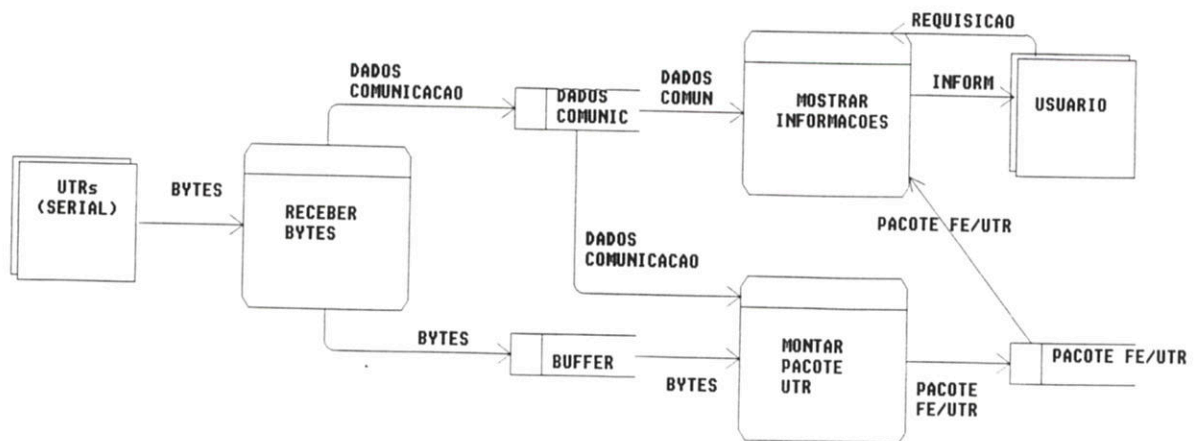 REQUISICAO
DADOS
COMUNICACAO
DADOS
COMUNIC
DADOS
COMUN
MOSTRAR
INFORMACOES
INFORM
USUARIO
UTRs
(SERIAL)
BYTES
RECEBER
BYTES
PACOTE FE/UTR
DADOS
COMUNICACAO
BYTES
BUFFER
BYTES
MONTAR
PACOTE
UTR
PACOTE
FE/UTR
PACOTE FE/UTR